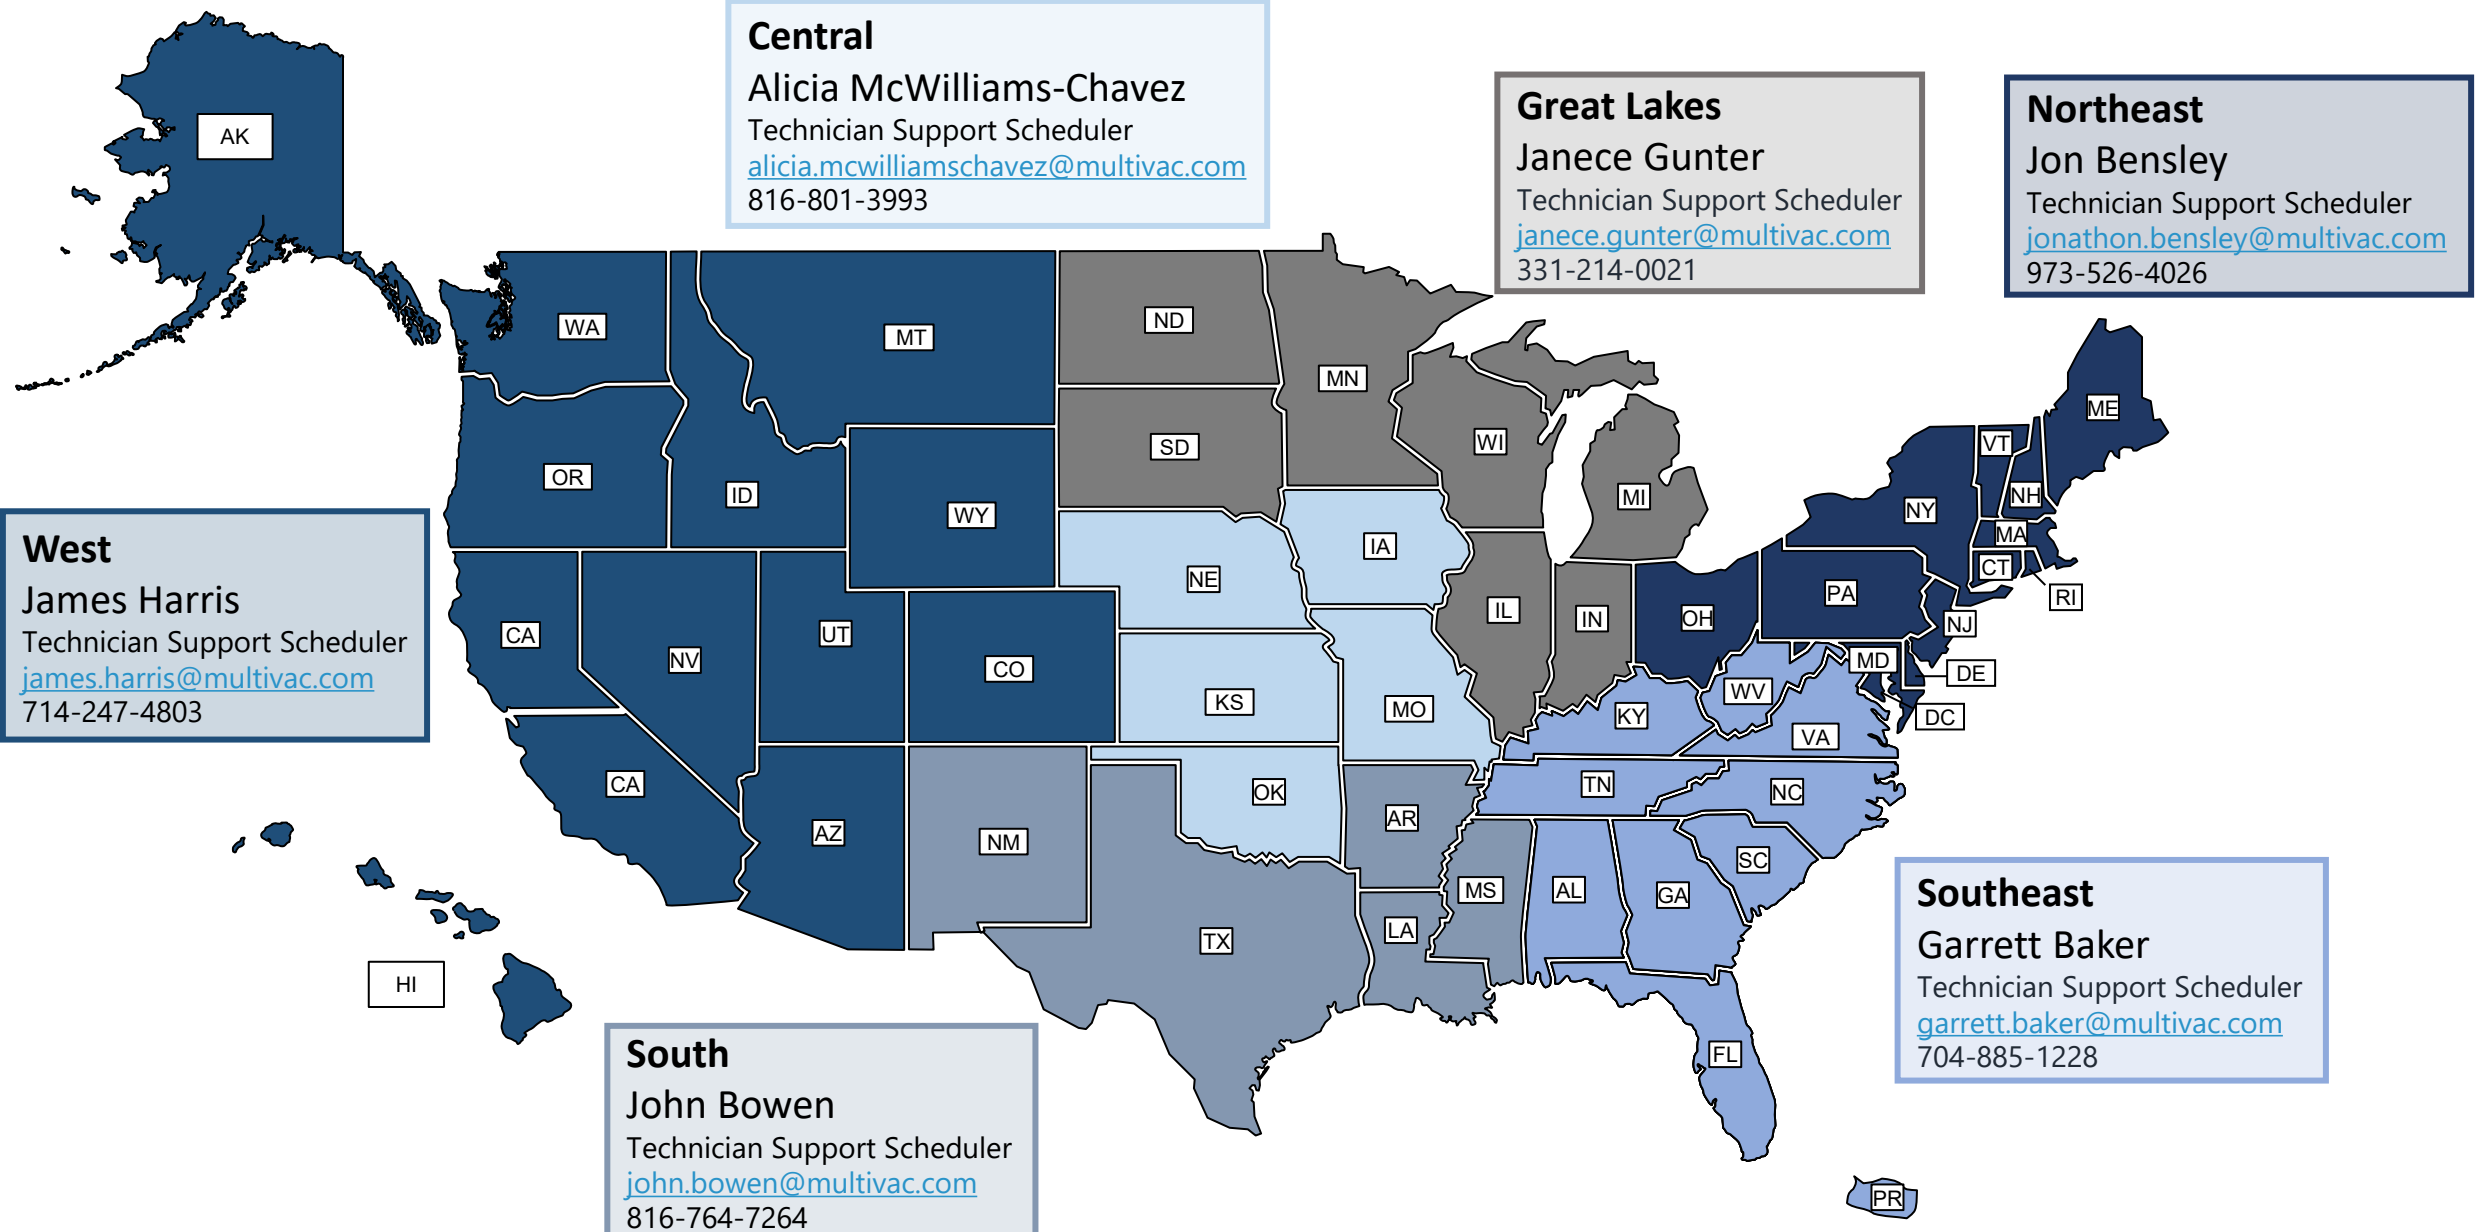 Central
Alicia McWilliams-Chavez
Technician Support Scheduler
alicia.mcwilliamschavez@multivac.com
816-801-3993
Great Lakes
Janece Gunter
Technician Support Scheduler
janece.gunter@multivac.com
331-214-0021
Northeast
Jon Bensley
Technician Support Scheduler
jonathon.bensley@multivac.com
973-526-4026
West
James Harris
Technician Support Scheduler
james.harris@multivac.com
714-247-4803
South
John Bowen
Technician Support Scheduler
john.bowen@multivac.com
816-764-7264
Southeast
Garrett Baker
Technician Support Scheduler
garrett.baker@multivac.com
704-885-1228
AK
WA
MT
ND
MN
ME
OR
ID
WY
SD
WI
MI
VT
NH
NY
MA
CT
RI
CA
NV
UT
CO
NE
IA
IL
IN
OH
PA
NJ
MD
DE
DC
KS
MO
KY
WV
VA
CA
AZ
NM
OK
AR
TN
NC
SC
TX
LA
MS
AL
GA
FL
HI
PR